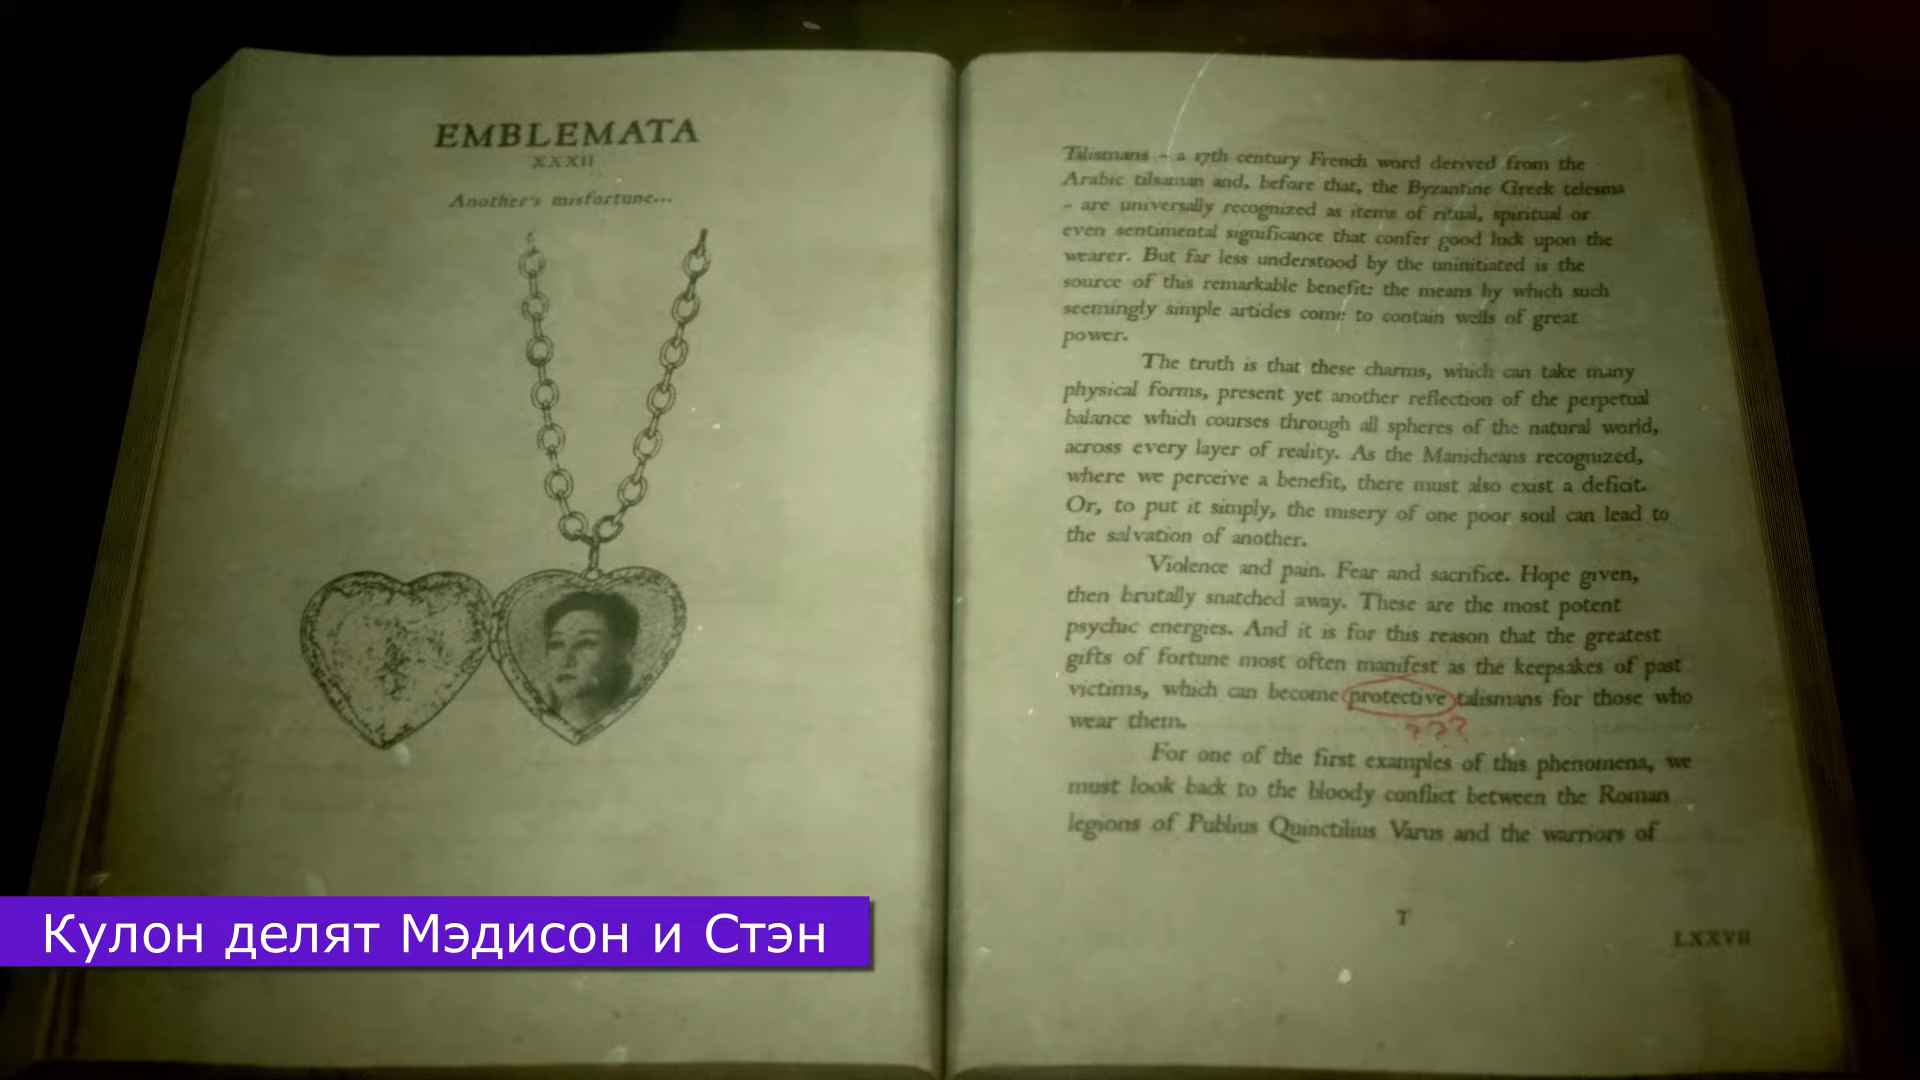 EMBLEMATA
XXXII
Another's misfortune...
Talismans - a 17th century French word derived from the
Arabic tilsaman and, before that, the Byzantine Greek telesma
- are universally recognized as items of ritual, spiritual or
even sentimental significance that confer good luck upon the
wearer. But far less understood by the uninitiated is the
source of this remarkable benefit: the means by which such
seemingly simple articles come to contain wells of great
power.
The truth is that these charms, which can take many
physical forms, present yet another reflection of the perpetual
balance which courses through all spheres of the natural world,
across every layer of reality. As the Manicheans recognized,
where we perceive a benefit, there must also exist a deficit.
Or, to put it simply, the misery of one poor soul can lead to
the salvation of another.
Violence and pain. Fear and sacrifice. Hope given,
then brutally snatched away. These are the most potent
psychic energies. And it is for this reason that the greatest
gifts of fortune most often manifest as the keepsakes of past
victims, which can become protective talismans for those who
wear them.
???
For one of the first examples of this phenomena, we
must look back to the bloody conflict between the Roman
legions of Publius Quinctilius Varus and the warriors of
T
LXXVII
Кулон делят Мэдисон и Стэн